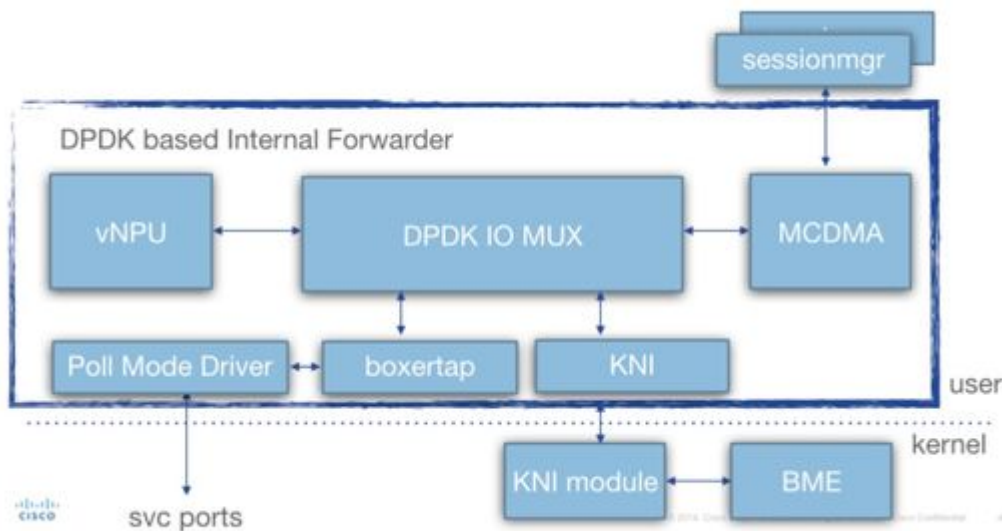 sessionmgr
DPDK based Internal Forwarder
vNPU
DPDK IO MUX
MCDMA
Poll Mode Driver
boxertap
KNI
user
kernel
KNI module
BME
CISCO
svc ports